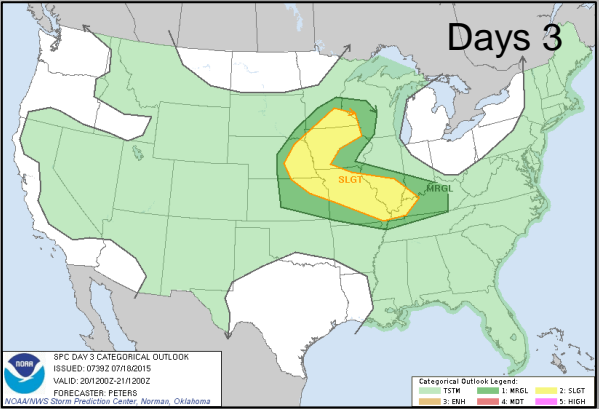 Days 3
SLGT
MRGL
NOAA
SPC DAY 3 CATEGORICAL OUTLOOK
ISSUED: 0739Z 07/18/2015
VALID: 20/1200Z-21/1200Z
FORECASTER: PETERS
NOAA/NWS Storm Prediction Center, Norman, Oklahoma
Categorical Outlook Legend:
TSTM 1: MRGL 2: SLGT
3: ENH 4: MDT 5: HIGH